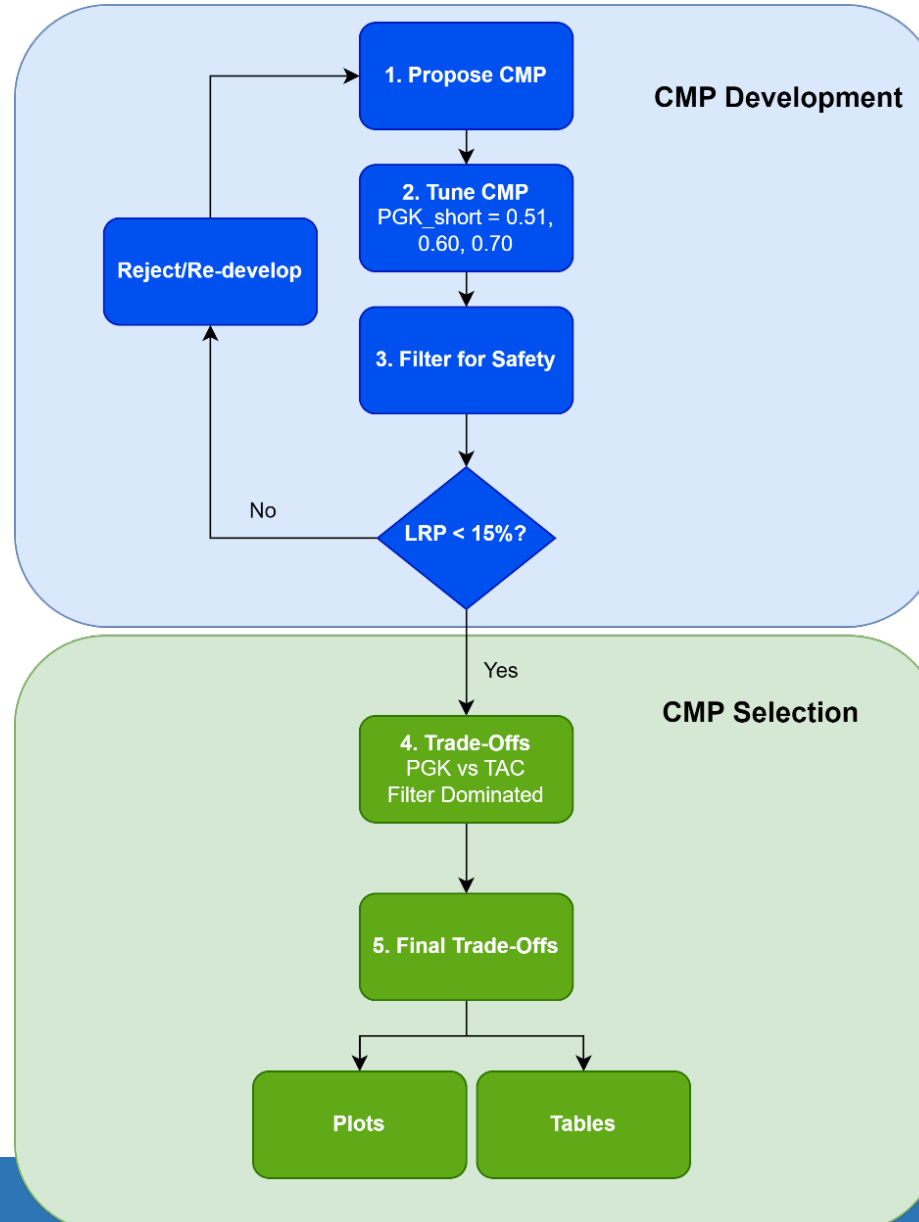 1. Propose CMP
CMP Development
2. Tune CMP
PGK_short = 0.51,
0.60, 0.70
Reject/Re-develop
3. Filter for Safety
No
LRP < 15%?
Yes
CMP Selection
4. Trade-Offs
PGK vs TAC
Filter Dominated
5. Final Trade-Offs
Plots
Tables